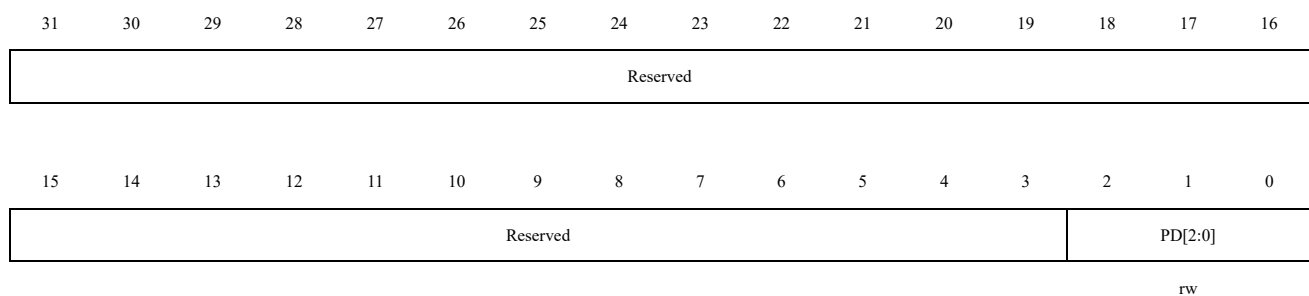 31 30 29 28 27 26 25 24 23 22 21 20 19 18 17 16
Reserved
15 14 13 12 11 10 9 8 7 6 5 4 3 2 1 0
Reserved PD[2:0]
rw